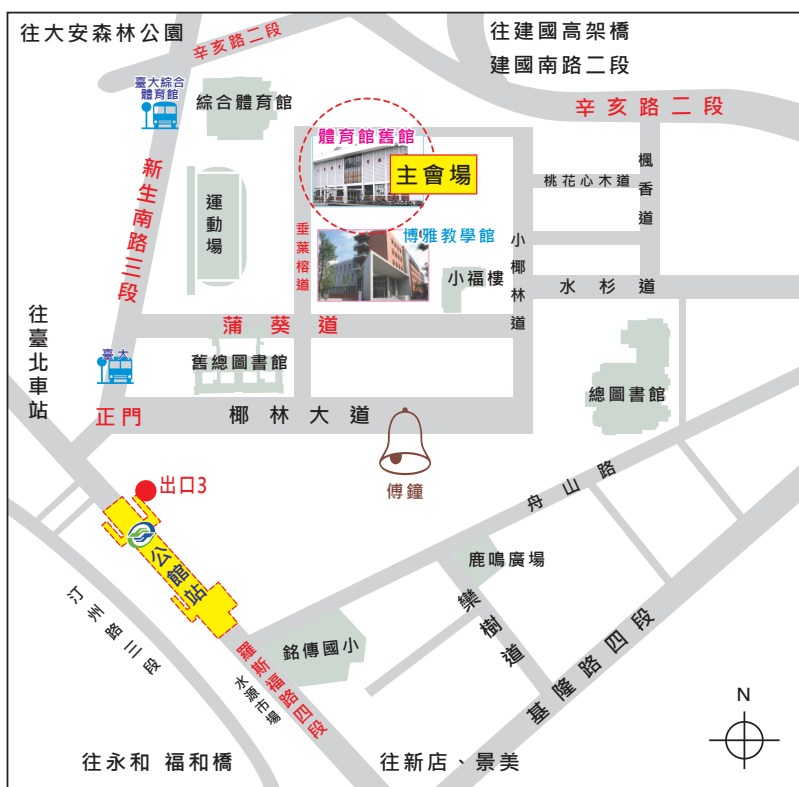 往大安森林公園
辛亥路二段
往建國高架橋
建國南路二段
臺大綜合
體育館
綜合體育館
辛亥路二段
體育館舊館
主會場
楓香道
桃花心木道
新生南路三段
運動場
垂葉榕道
博雅教學館
小椰林道
小福樓
水杉道
往臺北車站
蒲葵道
臺大
舊總圖書館
總圖書館
正門
椰林大道
傅鐘
出口3
舟山路
公館站
鹿鳴廣場
欒樹道
汀州路三段
銘傳國小
羅斯福路四段
水源市場
基隆路四段
N
往永和 福和橋
往新店、景美